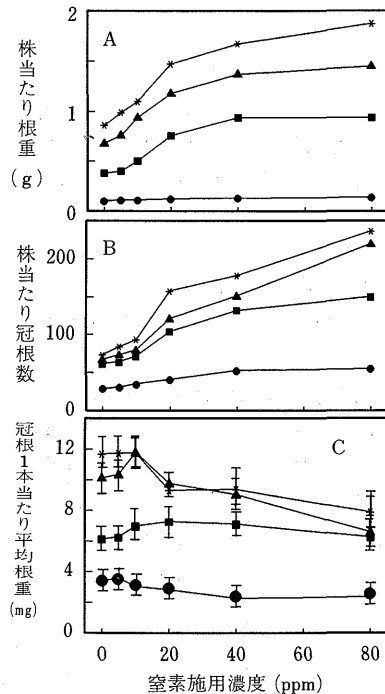 A
2
1
0
株当たり根重
(g)
B
200
100
0
株当たり冠根数
C
12
8
4
0
冠根1本当たり平均根重
(mg)
0 20 40 60 80
窒素施用濃度 (ppm)